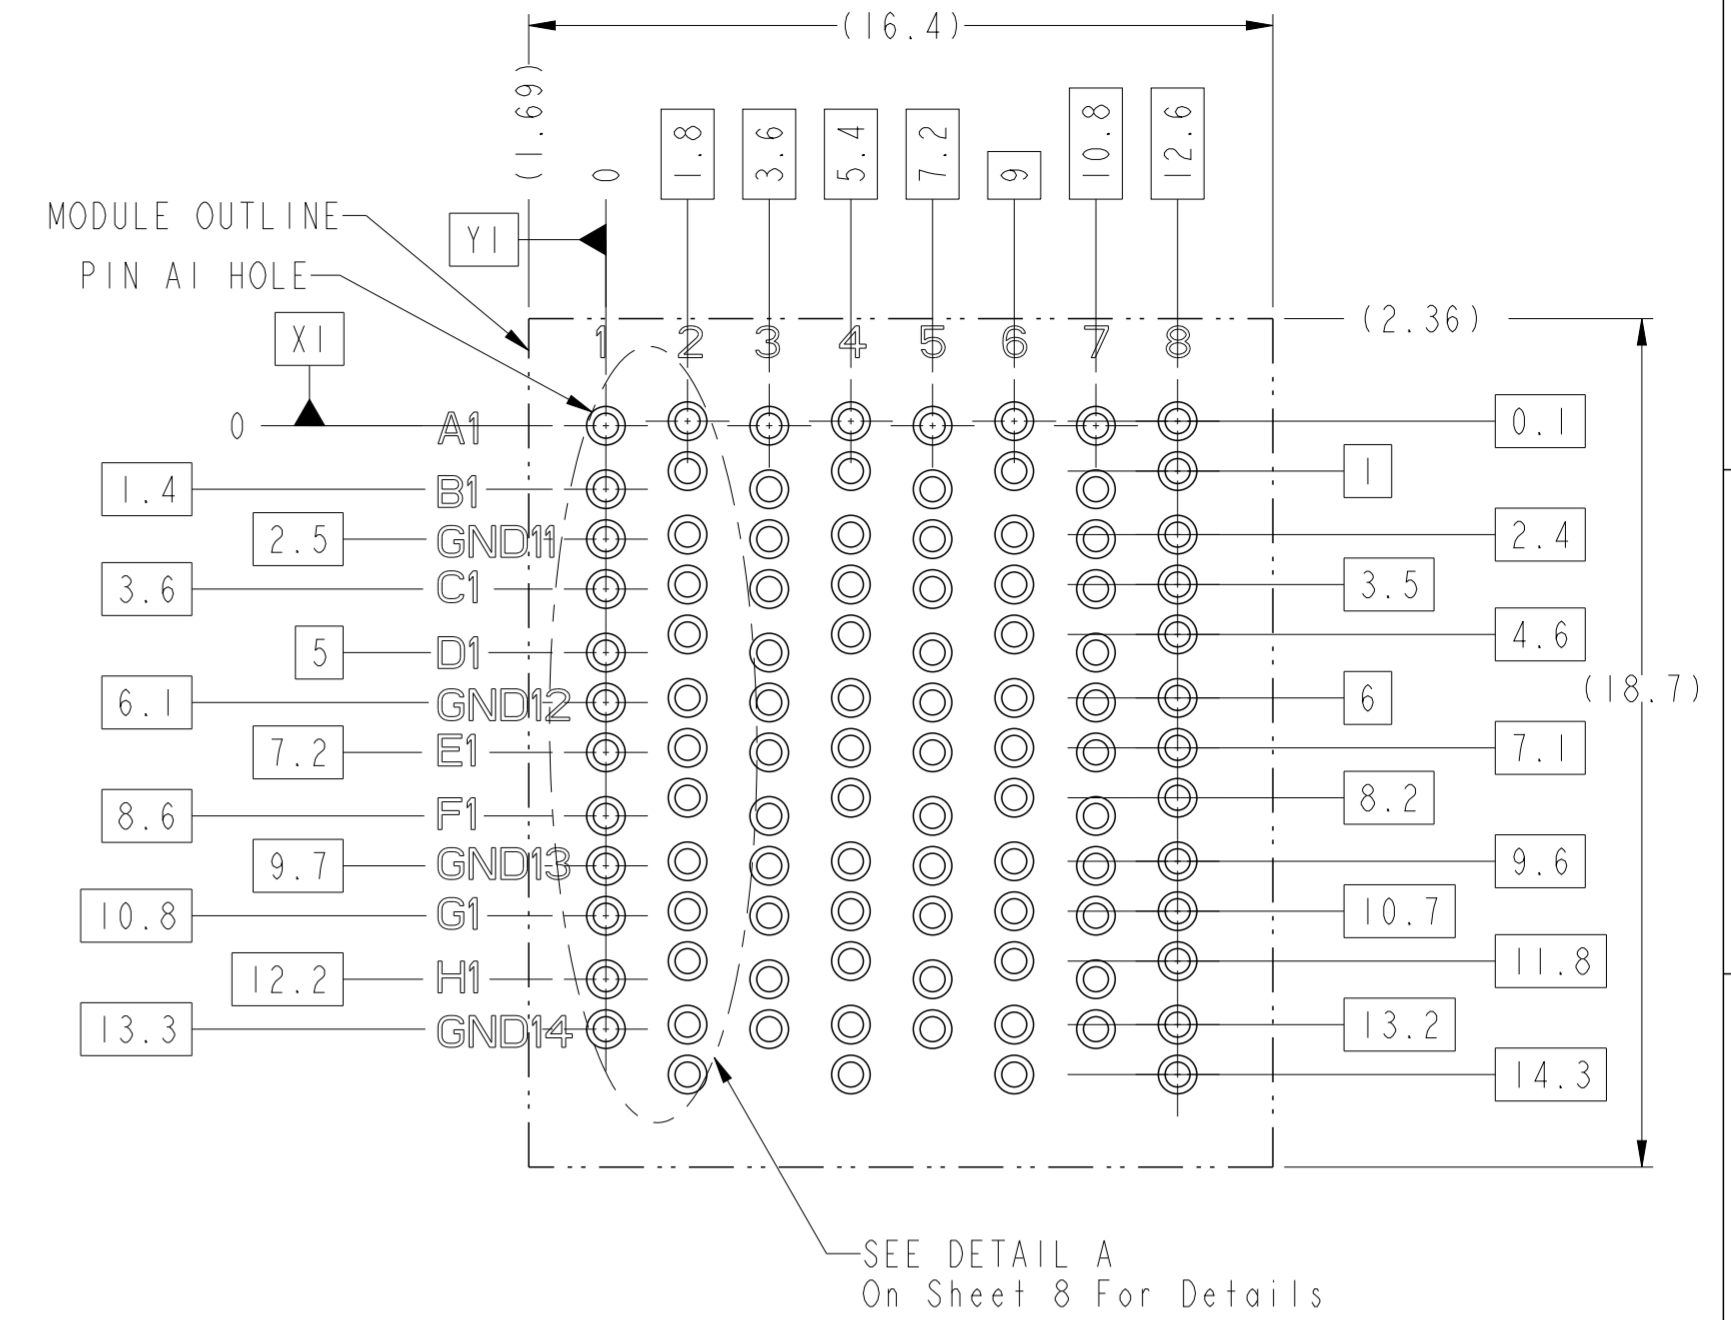 (16.4)
(1.69)
0
1.8
3.6
5.4
7.2
9
10.8
12.6
MODULE OUTLINE
Y1
PIN A1 HOLE
(2.36)
X1
1 2 3 4 5 6 7 8
0 A1 0.1
1
1.4 B1
2.5 GND11 2.4
3.6 C1 3.5
4.6
5 D1
6.1 GND12 6
(18.7)
7.2 E1 7.1
8.2
8.6 F1
9.7 GND13 9.6
10.8 G1 10.7
11.8
12.2 H1
13.3 GND14 13.2
14.3
SEE DETAIL A
On Sheet 8 For Details